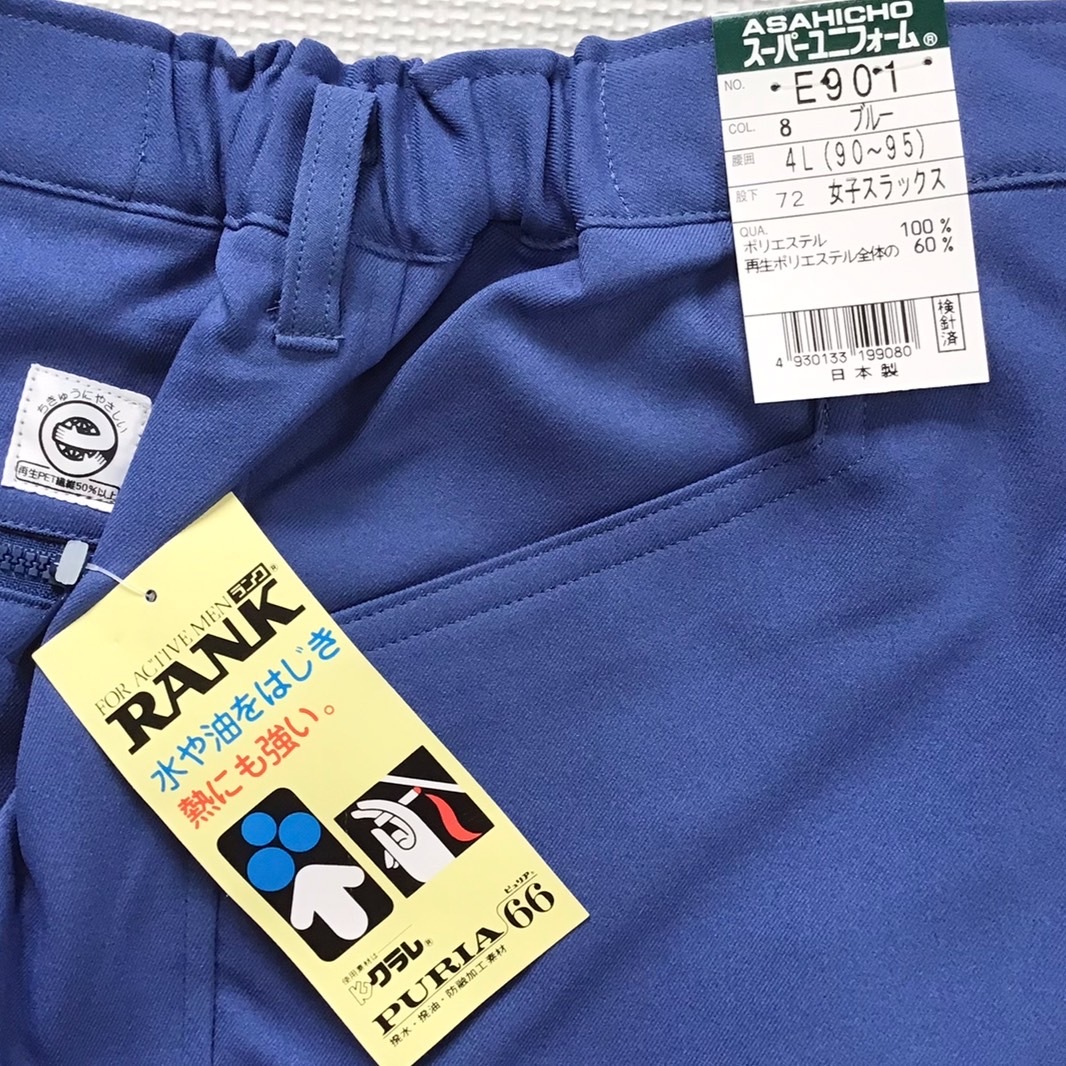 ASAHICHO
スーパーユニフォーム®
NO. E901
COL. 8 ブルー
腰囲 4L(90~95)
股下 72 女子スラックス
QUA.
ポリエステル 100%
再生ポリエステル全体の 60%
検針済
4 930133 199080
日本製
ちきゅうにやさしい
e
再生PET繊維50%以上
FOR ACTIVE MEN ランク®
RANK
水や油をはじき
熱にも強い。
使用素材は
クラレ®
ピュリア
PURIA 66
撥水・撥油・防融加工素材